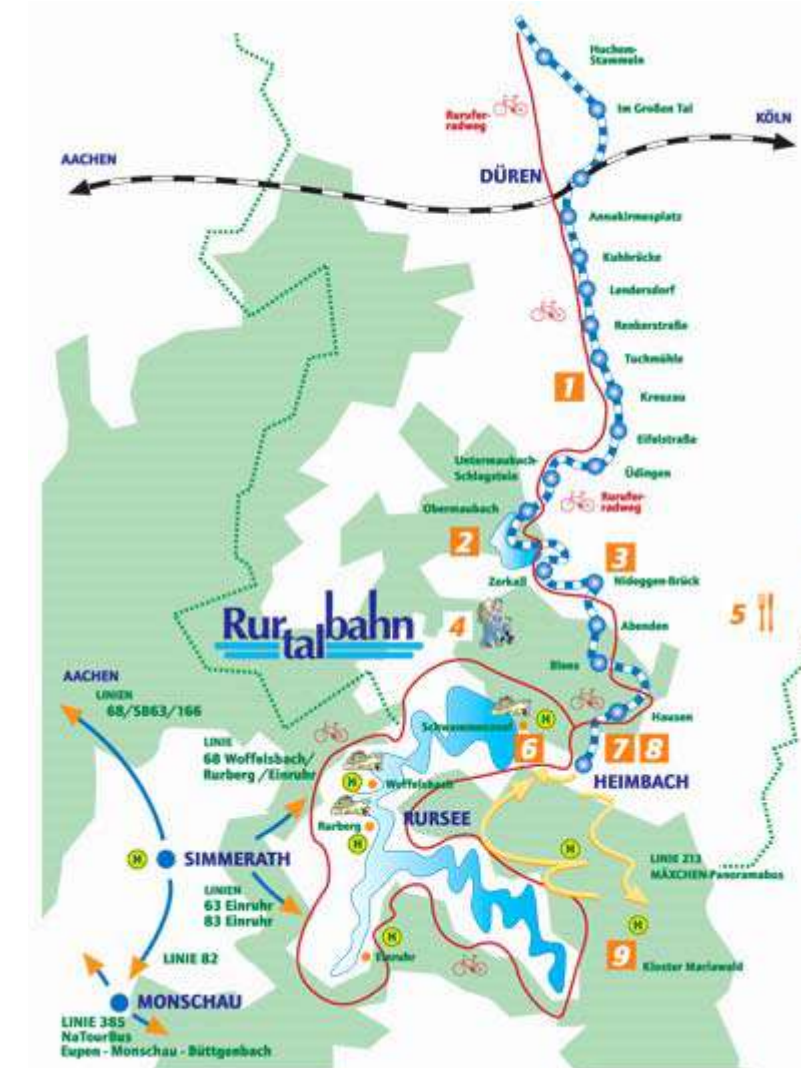 Huchem-
Stammeln
Im Großen Tal
Rurufer-
radweg
KÖLN
AACHEN
DÜREN
Annakirmesplatz
Kuhbrücke
Lendersdorf
Renkerstraße
Tuchmühle
1
Kreuzau
Eifelstraße
Untermaubach-
Schlagstein
Üdingen
Rurufer-
radweg
Obermaubach
2
3
Zerkall
Nideggen-Brück
Rurtalbahn
4
Abenden
5
Blens
AACHEN
LINIEN
68/SB63/166
Schwammenauel
H
Hausen
LINIE
68 Woffelsbach/
Rurberg /Einruhr
6
7 8
H
Woffelsbach
HEIMBACH
Rurberg
RURSEE
H
H
SIMMERATH
H
LINIE 213
MÄXCHEN-Panoramabus
LINIEN
63 Einruhr
83 Einruhr
H
H
LINIE 82
Einruhr
9
Kloster Mariawald
MONSCHAU
LINIE 385
NaTourBus
Eupen - Monschau - Büttgenbach